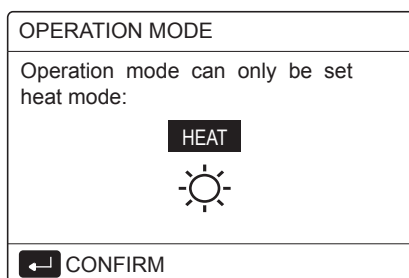 OPERATION MODE
Operation mode can only be set
heat mode:
HEAT
CONFIRM